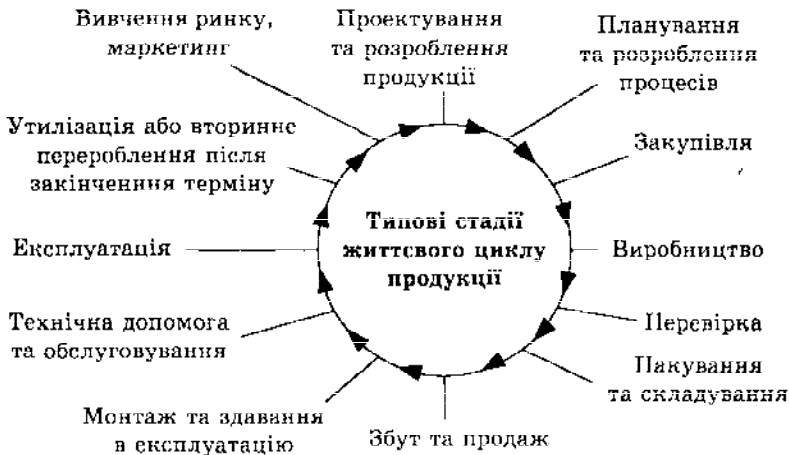 Вивчення ринку,
маркетинг
Проектування
та розроблення
продукції
Планування
та розроблення
процесів
Закупівля
Виробництво
Перевірка
Пакування
та складування
Збут та продаж
Монтаж та здавання
в експлуатацію
Технічна допомога
та обслуговування
Експлуатація
Утилізація або вторинне
перероблення після
закінчення терміну
Типові стадії
життєвого циклу
продукції